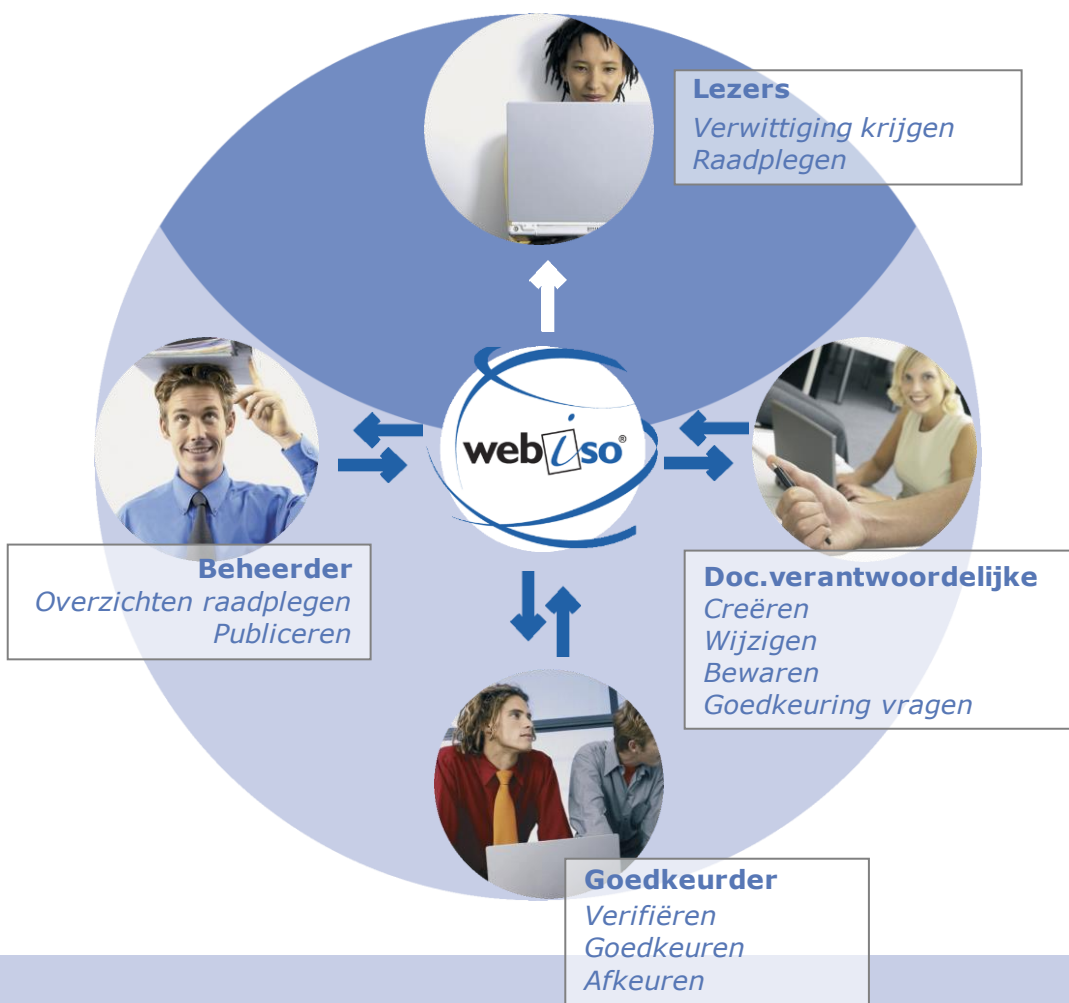 Lezers
Verwittiging krijgen
Raadplegen
webiso®
Beheerder
Overzichten raadplegen
Publiceren
Doc.verantwoordelijke
Creëren
Wijzigen
Bewaren
Goedkeuring vragen
Goedkeurder
Verifiëren
Goedkeuren
Afkeuren